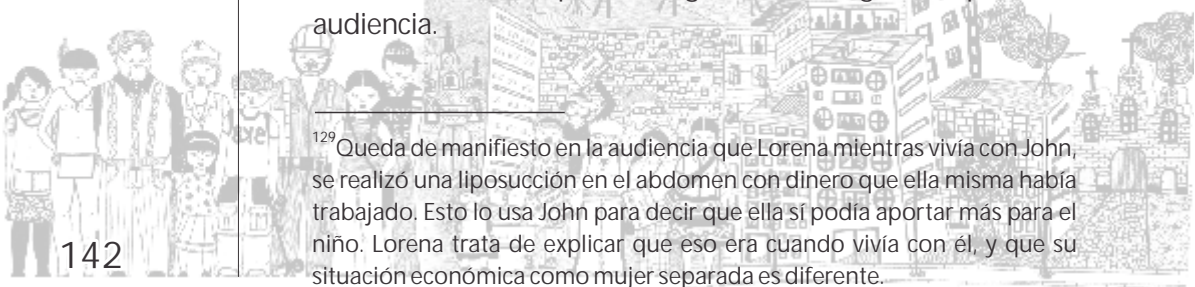 audiencia.
¹²⁹Queda de manifiesto en la audiencia que Lorena mientras vivía con John,
se realizó una liposucción en el abdomen con dinero que ella misma había
trabajado. Esto lo usa John para decir que ella sí podía aportar más para el
niño. Lorena trata de explicar que eso era cuando vivía con él, y que su
situación económica como mujer separada es diferente.
142